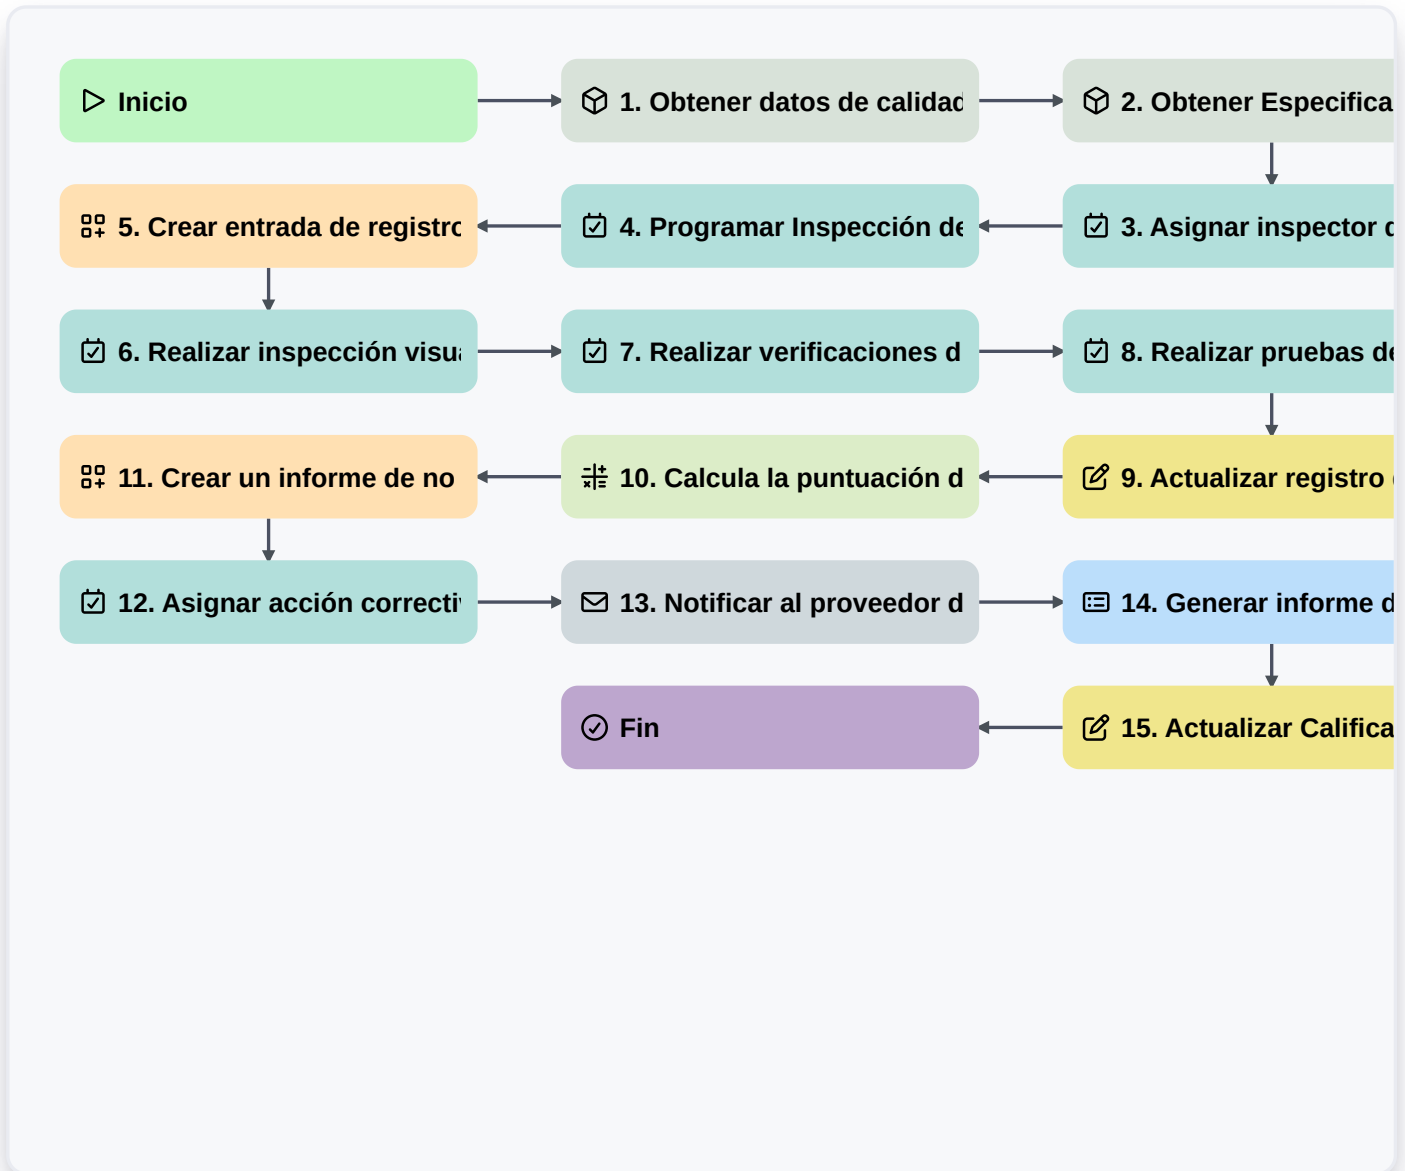 Inicio
1. Obtener datos de calidad
2. Obtener Especifica
5. Crear entrada de registro
4. Programar Inspección de
3. Asignar inspector
6. Realizar inspección visu
7. Realizar verificaciones d
8. Realizar pruebas de
11. Crear un informe de no
10. Calcula la puntuación d
9. Actualizar registro
12. Asignar acción correcti
13. Notificar al proveedor d
14. Generar informe d
Fin
15. Actualizar Califica